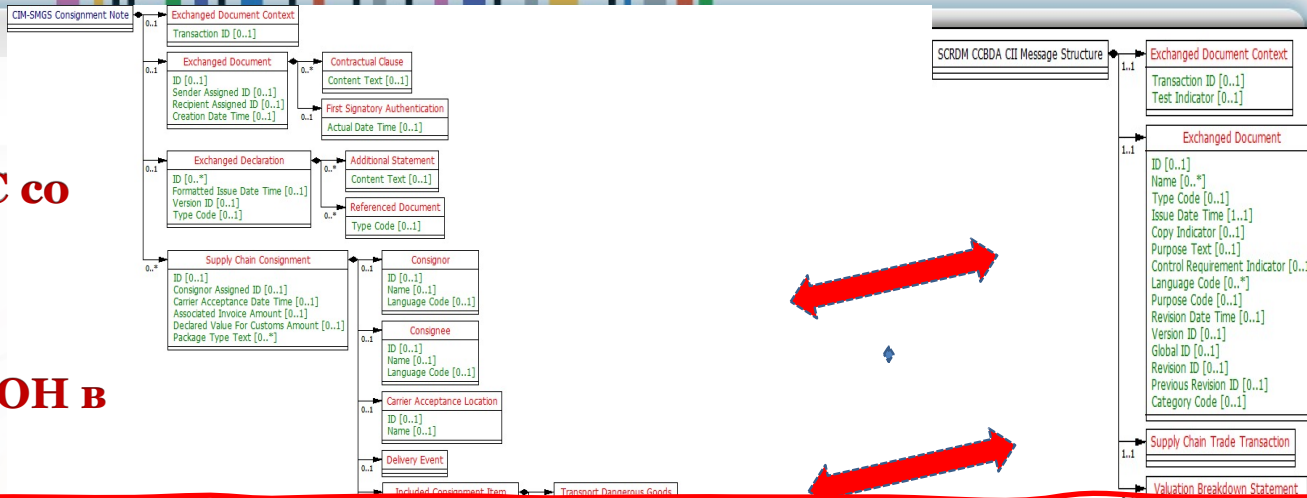 CIM-SMGS Consignment Note
0..1
Exchanged Document Context
Transaction ID [0..1]
0..1
Exchanged Document
ID [0..1]
Sender Assigned ID [0..1]
Recipient Assigned ID [0..1]
Creation Date Time [0..1]
0..*
Contractual Clause
Content Text [0..1]
0..1
First Signatory Authentication
Actual Date Time [0..1]
0..1
Exchanged Declaration
ID [0..*]
Formatted Issue Date Time [0..1]
Version ID [0..1]
Type Code [0..1]
0..*
Additional Statement
Content Text [0..1]
0..*
Referenced Document
Type Code [0..1]
С со
ОН в
0..*
Supply Chain Consignment
ID [0..1]
Consignor Assigned ID [0..1]
Carrier Acceptance Date Time [0..1]
Associated Invoice Amount [0..1]
Declared Value For Customs Amount [0..1]
Package Type Text [0..*]
0..1
Consignor
ID [0..1]
Name [0..1]
Language Code [0..1]
0..1
Consignee
ID [0..1]
Name [0..1]
Language Code [0..1]
0..1
Carrier Acceptance Location
ID [0..1]
Name [0..1]
0..1
Delivery Event
Included Consignment Item
Transport Dangerous Goods
SCRDM CCBDA CII Message Structure
1..1
Exchanged Document Context
Transaction ID [0..1]
Test Indicator [0..1]
1..1
Exchanged Document
ID [0..1]
Name [0..*]
Type Code [0..1]
Issue Date Time [1..1]
Copy Indicator [0..1]
Purpose Text [0..1]
Control Requirement Indicator [0..1
Language Code [0..*]
Purpose Code [0..1]
Revision Date Time [0..1]
Version ID [0..1]
Global ID [0..1]
Revision ID [0..1]
Previous Revision ID [0..1]
Category Code [0..1]
1..1
Supply Chain Trade Transaction
Valuation Breakdown Statement